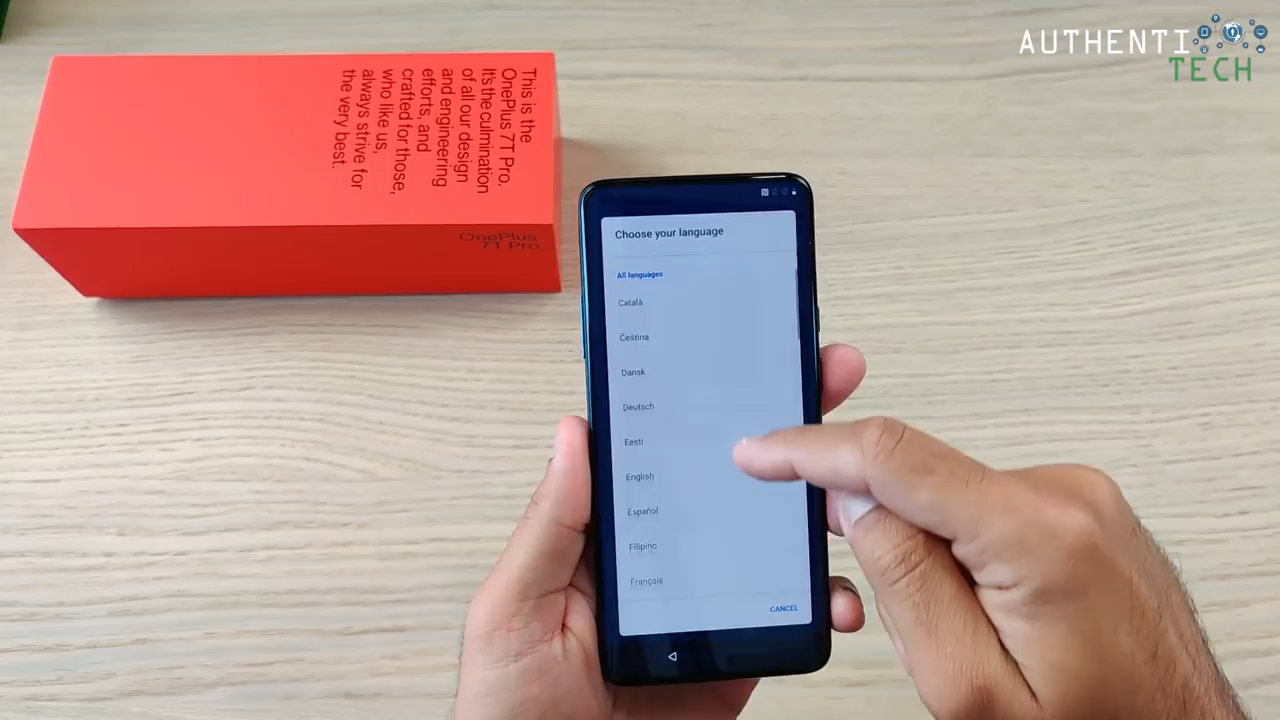 AUTHENTI
TECH
This is the
OnePlus 7T Pro.
It's the culmination
of all our design
and engineering
efforts, and
crafted for those,
who like us,
always strive for
the very best.
OnePlus
7T Pro
Choose your language
All languages
Català
Čeština
Dansk
Deutsch
Eesti
English
Español
Filipino
Français
CANCEL